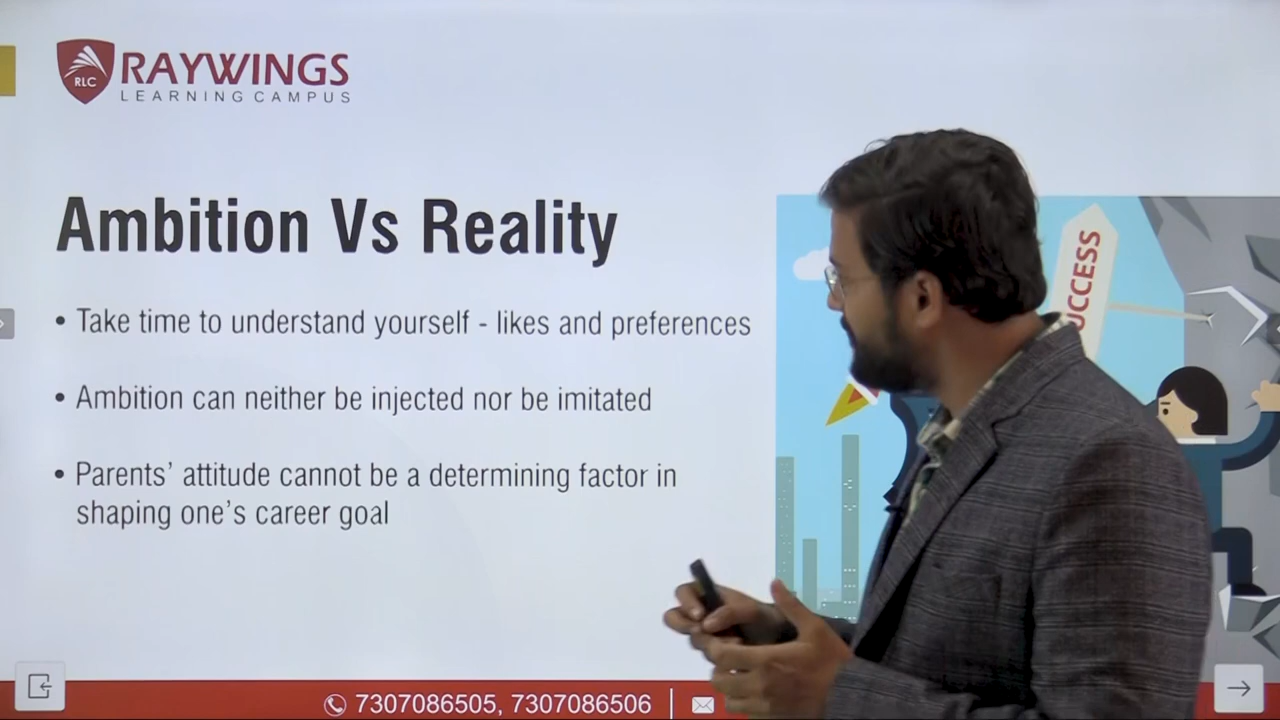 RLC
RAYWINGS
LEARNING CAMPUS
Ambition Vs Reality
• Take time to understand yourself - likes and preferences
• Ambition can neither be injected nor be imitated
• Parents’ attitude cannot be a determining factor in
shaping one’s career goal
7307086505, 7307086506